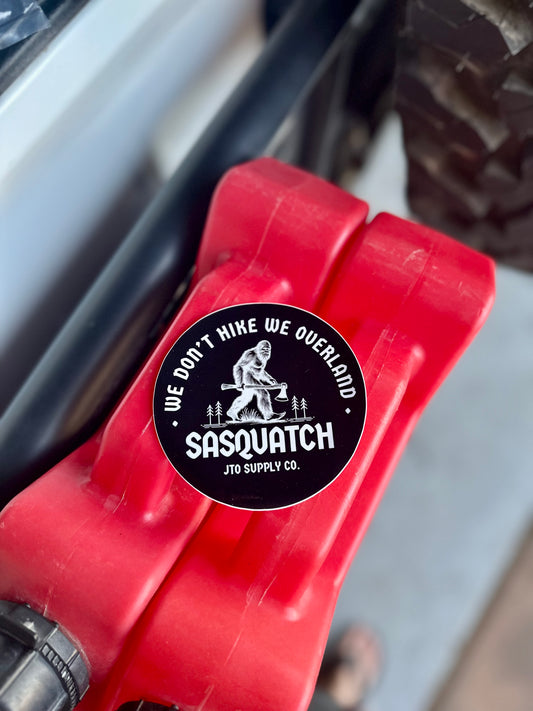 • WE DON'T HIKE WE OVERLAND •
SASQUATCH
JTO SUPPLY CO.